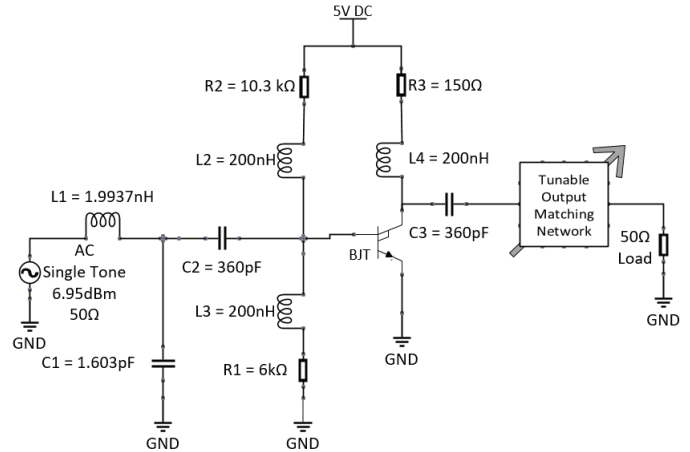 5V DC
R2 = 10.3 kΩ
R3 = 150Ω
L2 = 200nH
L4 = 200nH
L1 = 1.9937nH
Tunable
Output
Matching
Network
AC
Single Tone
6.95dBm
50Ω
C2 = 360pF
BJT
C3 = 360pF
50Ω
Load
L3 = 200nH
GND
GND
GND
C1 = 1.603pF
R1 = 6kΩ
GND
GND